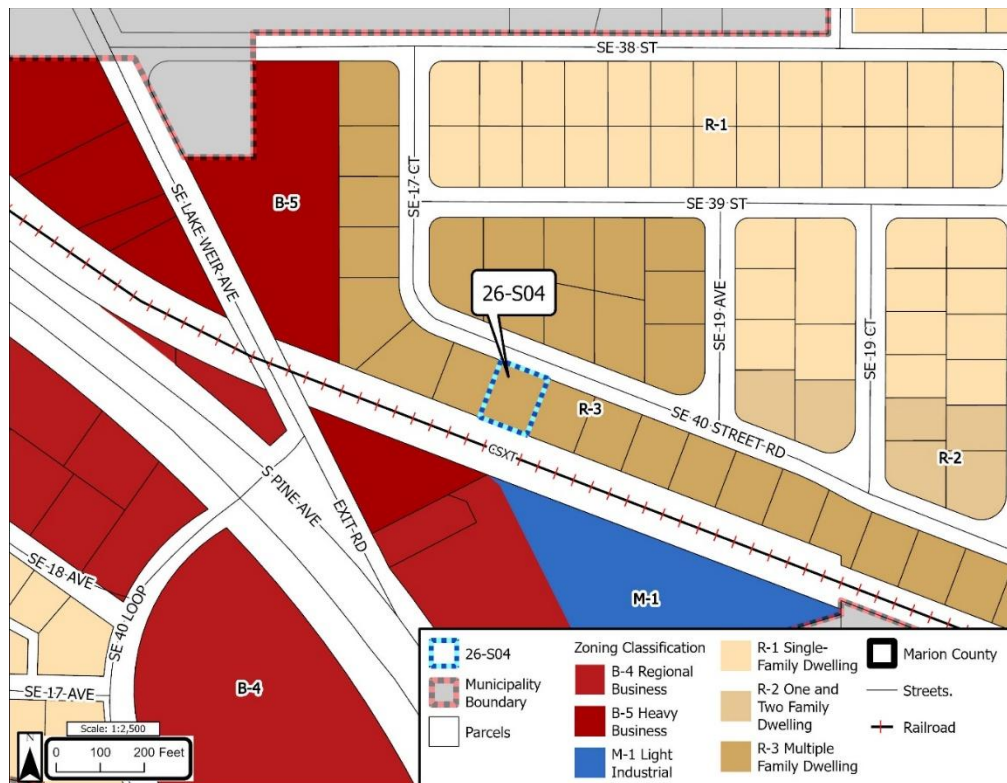 SE 38 ST
R-1
SE 17 CT
SE LAKE WEIR AVE
B-5
SE 39 ST
26-S04
SE 19 AVE
SE 19 CT
R-3
SE 40 STREET RD
CSXT
R-2
S PINE AVE
EXIT RD
SE 18 AVE
SE 40 LOOP
M-1
B-4
SE 17 AVE
Scale: 1:2,500
N
0 100 200 Feet
26-S04
Municipality
Boundary
Parcels
Zoning Classification
B-4 Regional
Business
B-5 Heavy
Business
M-1 Light
Industrial
R-1 Single-
Family Dwelling
R-2 One and
Two Family
Dwelling
R-3 Multiple
Family Dwelling
Marion County
Streets.
Railroad